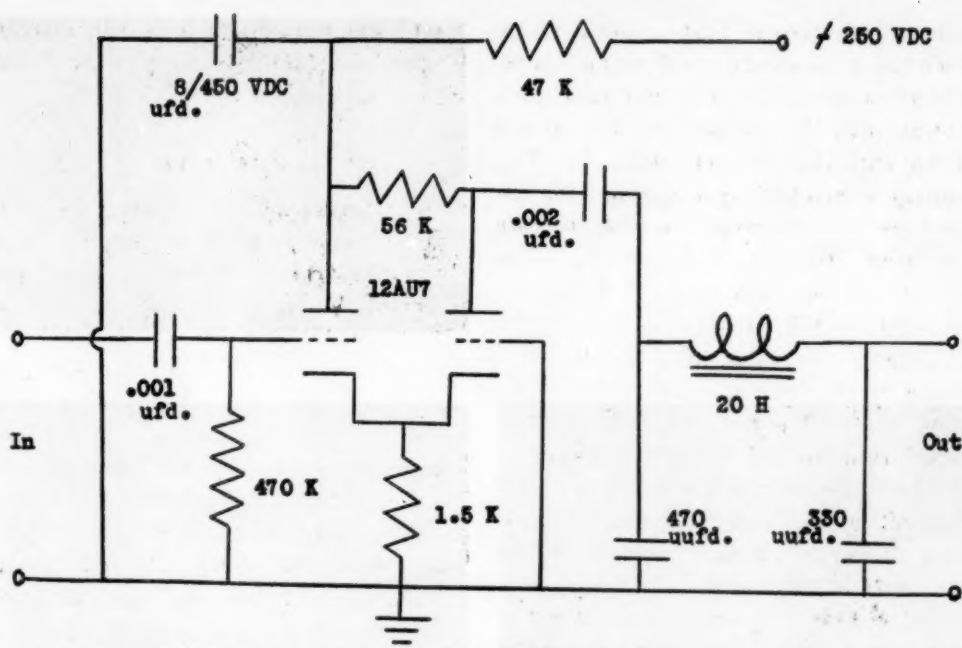 + 250 VDC
8/450 VDC
ufd.
47 K
56 K
.002
ufd.
12AU7
.001
ufd.
20 H
In
Out
470 K
1.5 K
470
uufd.
330
uufd.